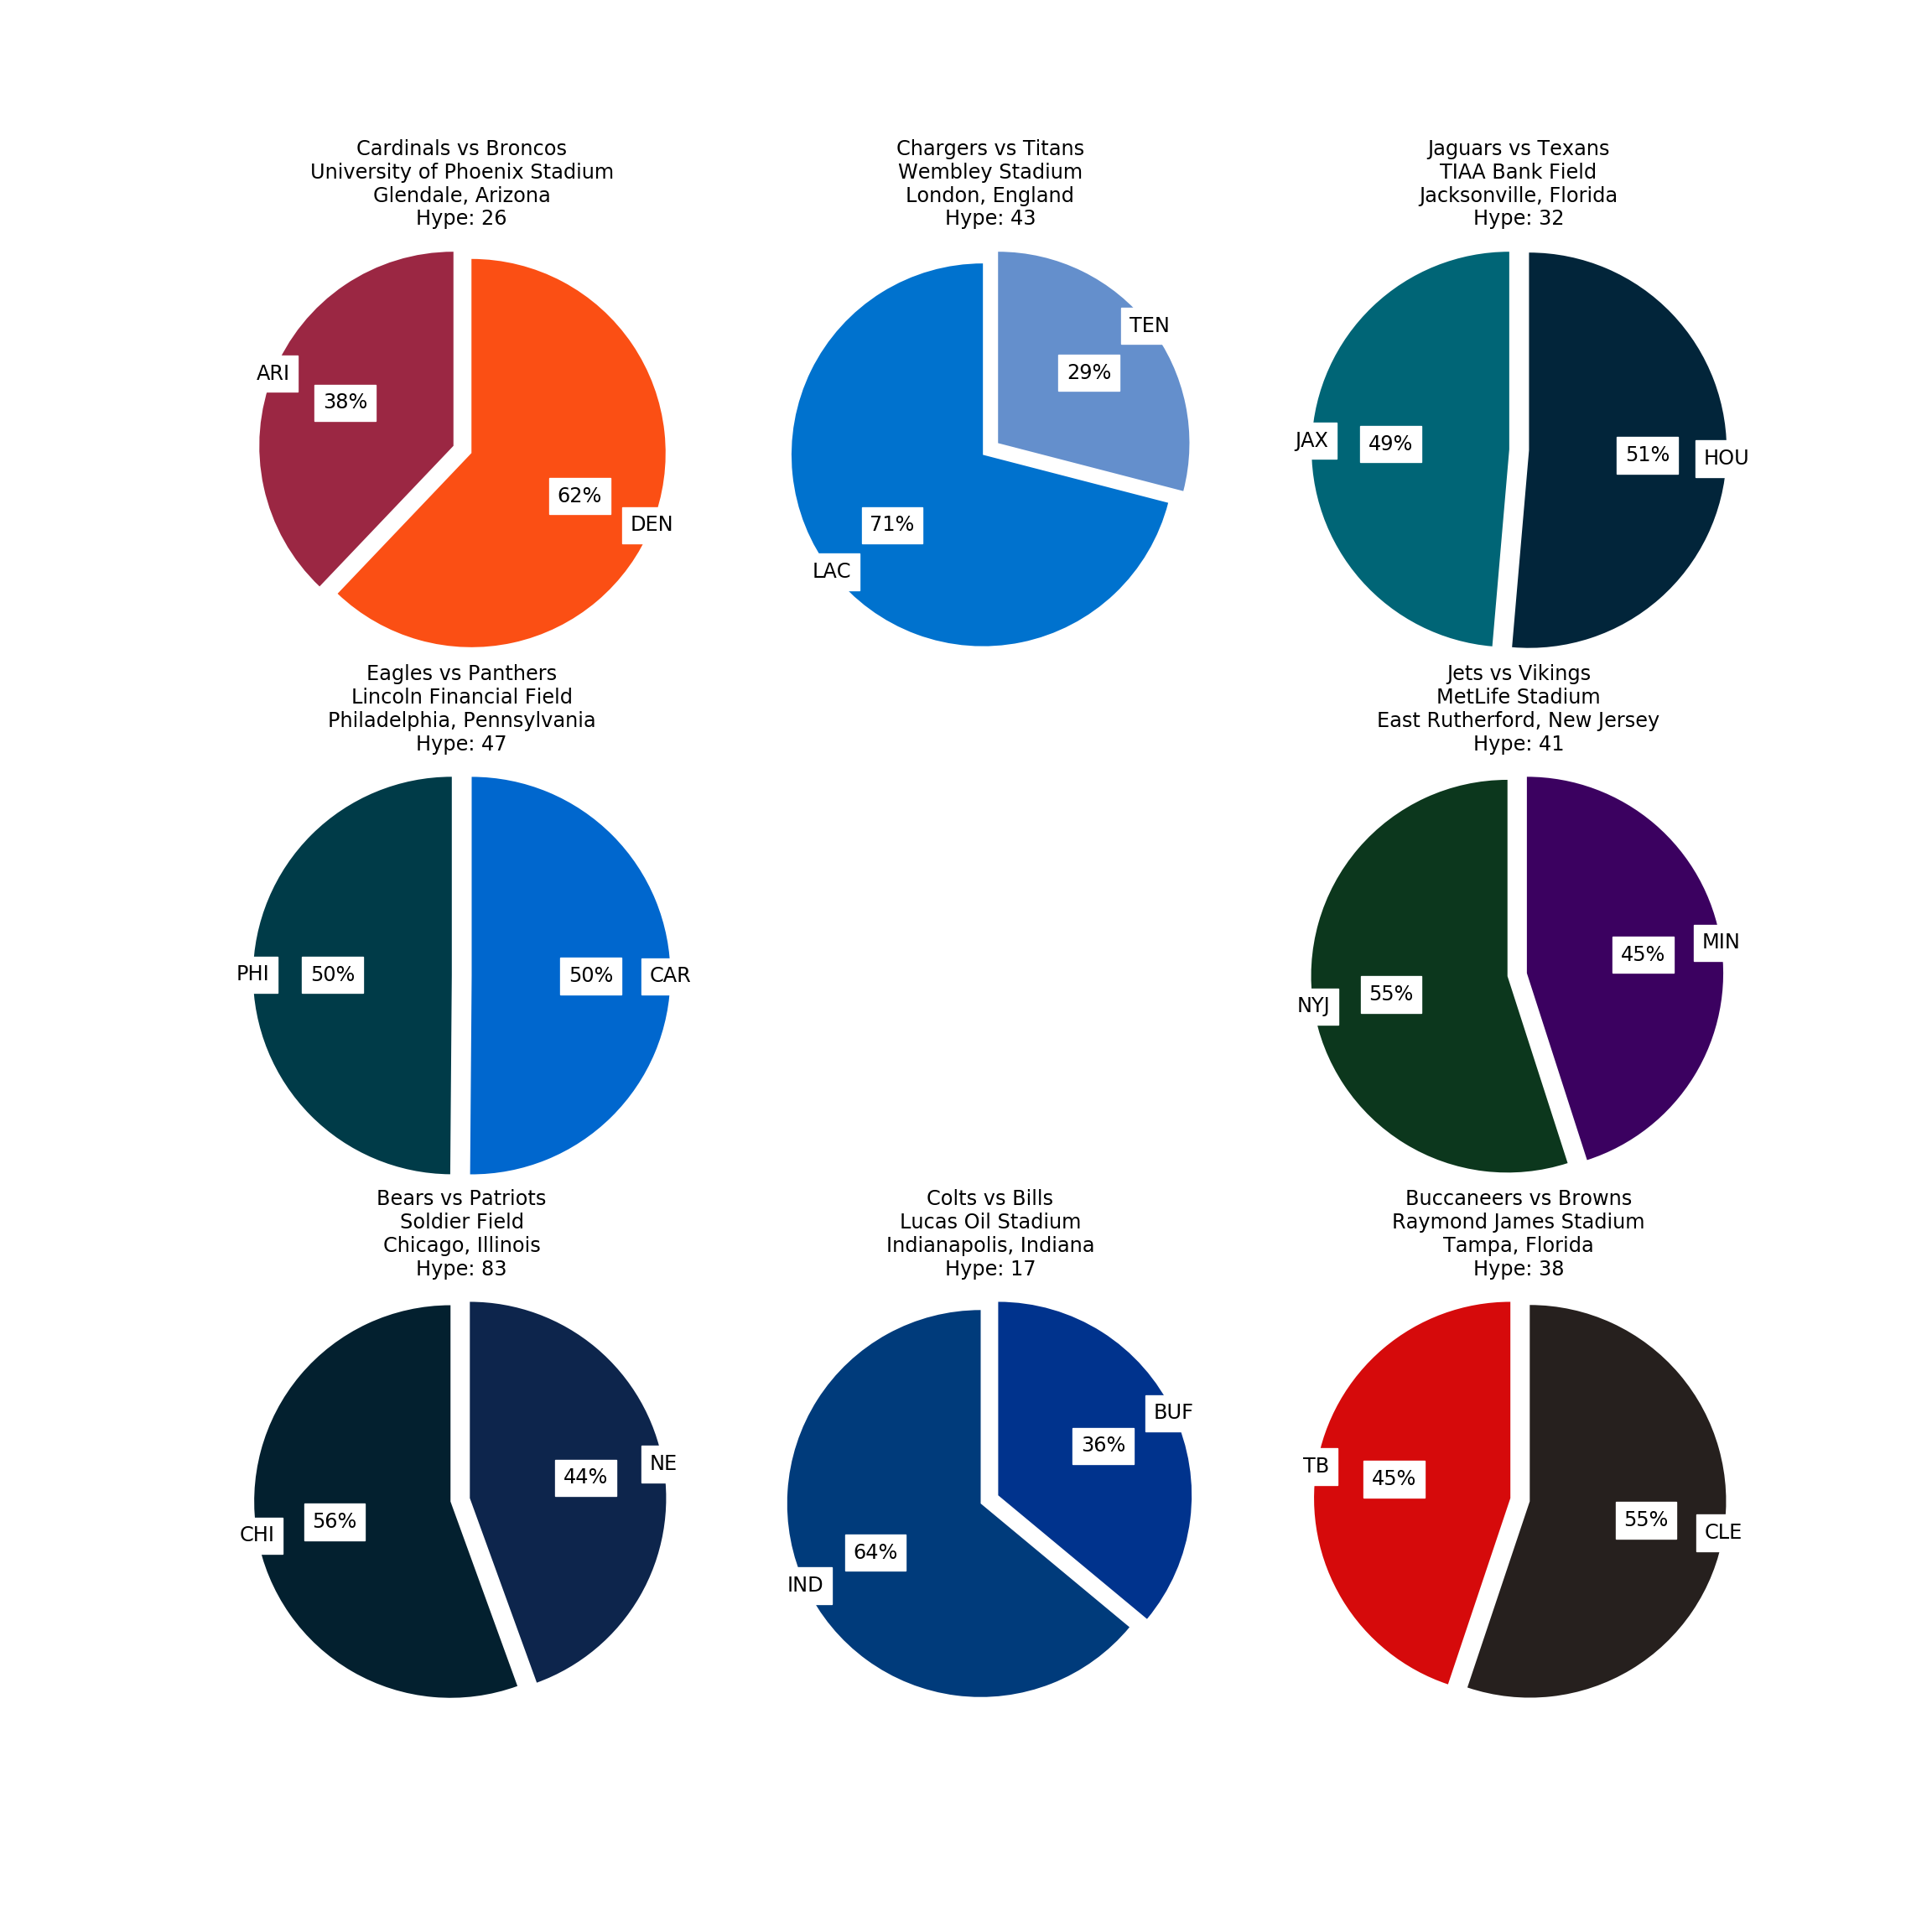 Cardinals vs Broncos
University of Phoenix Stadium
Glendale, Arizona
Hype: 26
ARI
38%
62%
DEN
Chargers vs Titans
Wembley Stadium
London, England
Hype: 43
TEN
29%
71%
LAC
Jaguars vs Texans
TIAA Bank Field
Jacksonville, Florida
Hype: 32
JAX
49%
51%
HOU
Eagles vs Panthers
Lincoln Financial Field
Philadelphia, Pennsylvania
Hype: 47
PHI
50%
50%
CAR
Jets vs Vikings
MetLife Stadium
East Rutherford, New Jersey
Hype: 41
MIN
45%
55%
NYJ
Bears vs Patriots
Soldier Field
Chicago, Illinois
Hype: 83
NE
44%
56%
CHI
Colts vs Bills
Lucas Oil Stadium
Indianapolis, Indiana
Hype: 17
BUF
36%
64%
IND
Buccaneers vs Browns
Raymond James Stadium
Tampa, Florida
Hype: 38
TB
45%
55%
CLE